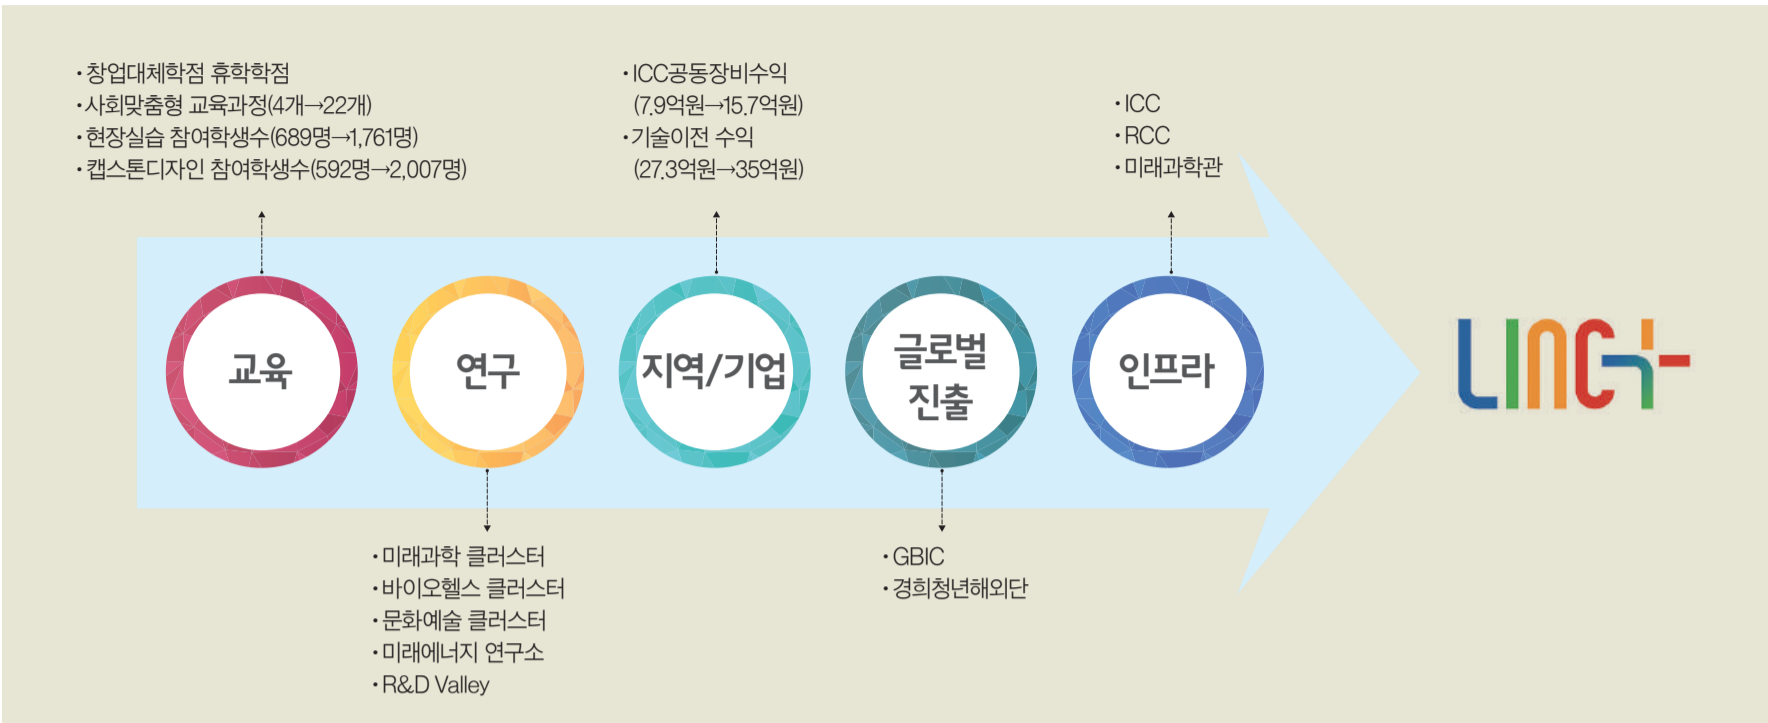 ·창업대체학점 휴학학점
·사회맞춤형 교육과정(4개→22개)
·현장실습 참여학생수(689명→1,761명)
·캡스톤디자인 참여학생수(592명→2,007명)
·ICC공동장비수익
(7.9억원→15.7억원)
·기술이전 수익
(27.3억원→35억원)
·ICC
·RCC
·미래과학관
교육
연구
지역/기업
글로벌
진출
인프라
LINC+
·미래과학 클러스터
·바이오헬스 클러스터
·문화예술 클러스터
·미래에너지 연구소
·R&D Valley
·GBIC
·경희청년해외단